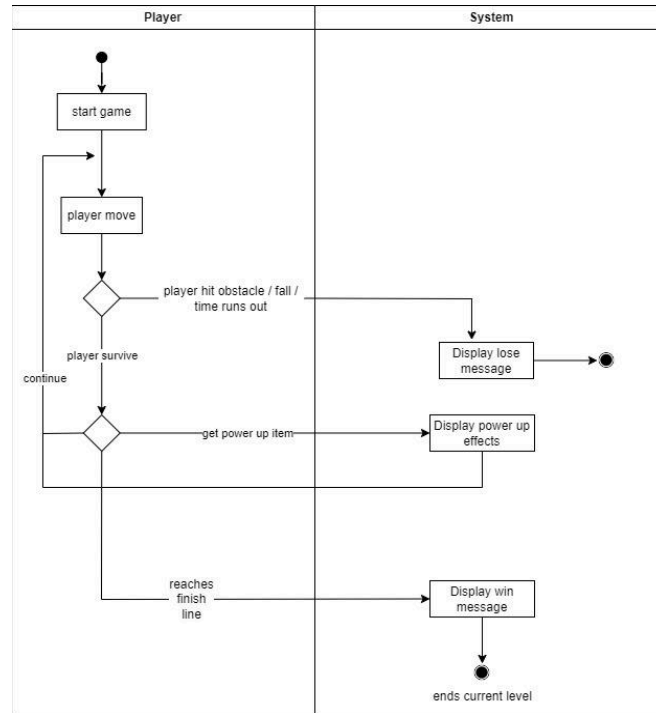 Player
System
start game
player move
player hit obstacle / fall /
time runs out
Display lose
message
player survive
continue
get power up item
Display power up
effects
reaches
finish
line
Display win
message
ends current level